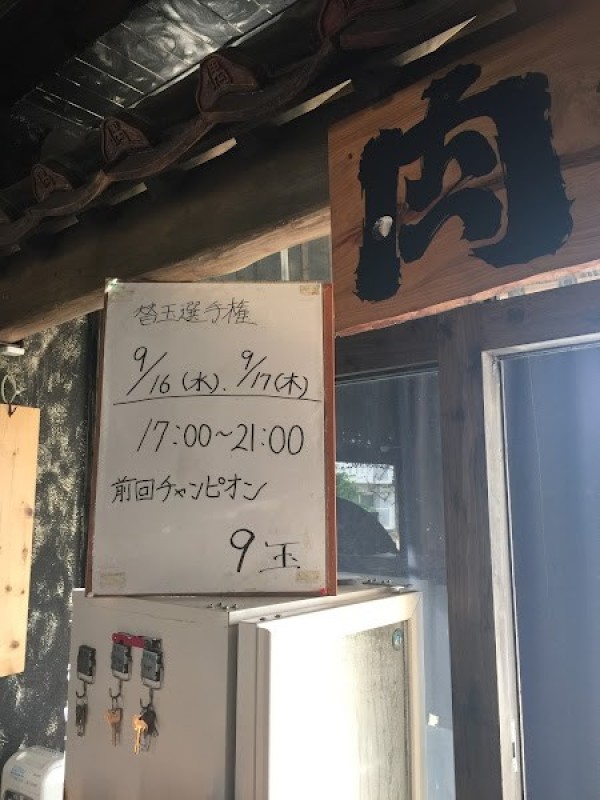 肉
替玉選手権
9/16(水)、9/17(木)
17:00~21:00
前回チャンピオン
9玉